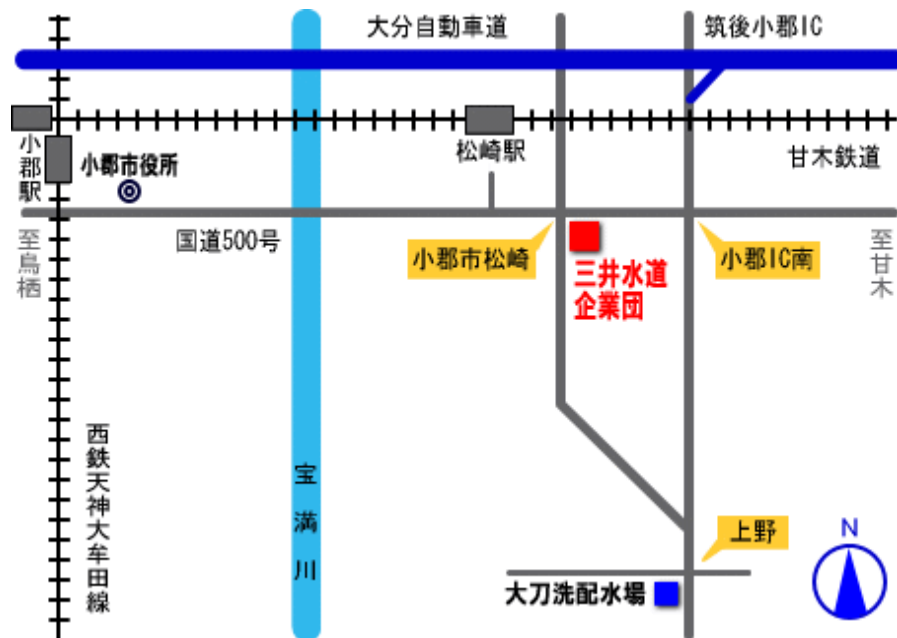 大分自動車道
筑後小郡IC
小郡駅
小郡市役所
松崎駅
甘木鉄道
国道500号
至鳥栖
小郡市松崎
小郡IC南
至甘木
三井水道
企業団
西鉄天神大牟田線
宝満川
上野
N
大刀洗配水場